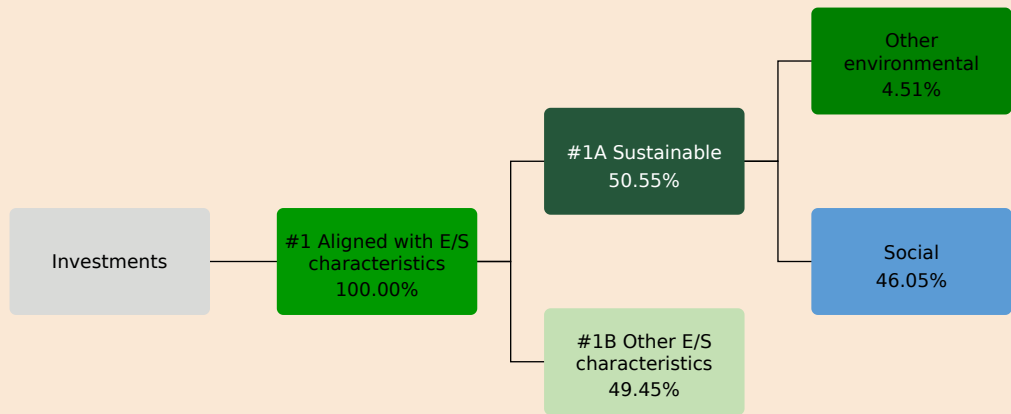 Investments
#1 Aligned with E/S
characteristics
100.00%
#1A Sustainable
50.55%
#1B Other E/S
characteristics
49.45%
Other
environmental
4.51%
Social
46.05%